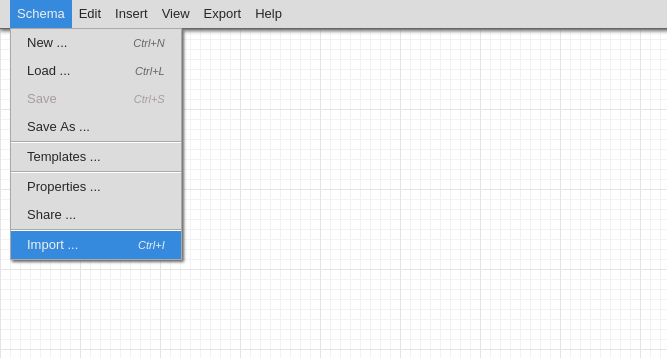 Schema Edit Insert View Export Help
New ... Ctrl+N
Load ... Ctrl+L
Save Ctrl+S
Save As ...
Templates ...
Properties ...
Share ...
Import ... Ctrl+I